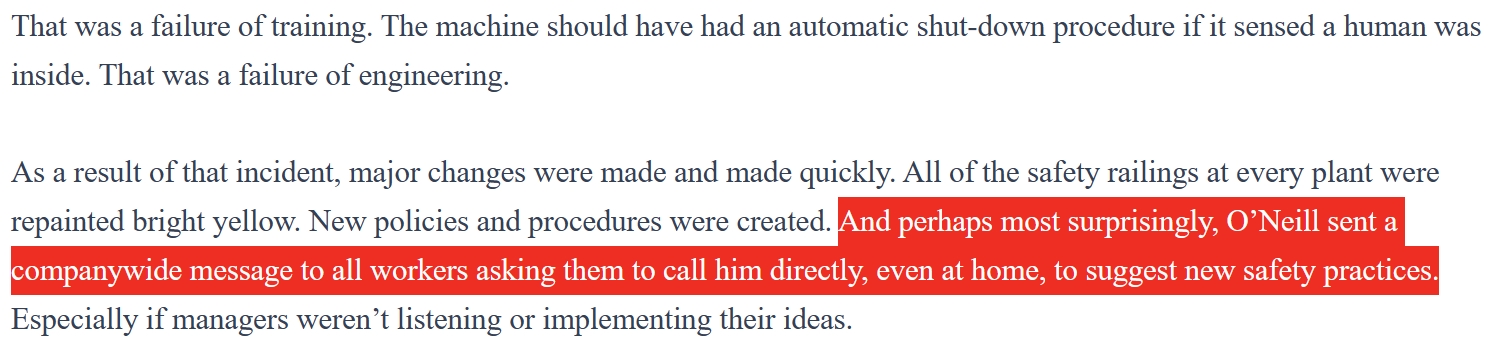 That was a failure of training. The machine should have had an automatic shut-down procedure if it sensed a human was
inside. That was a failure of engineering.
As a result of that incident, major changes were made and made quickly. All of the safety railings at every plant were
repainted bright yellow. New policies and procedures were created. And perhaps most surprisingly, O’Neill sent a
companywide message to all workers asking them to call him directly, even at home, to suggest new safety practices.
Especially if managers weren’t listening or implementing their ideas.